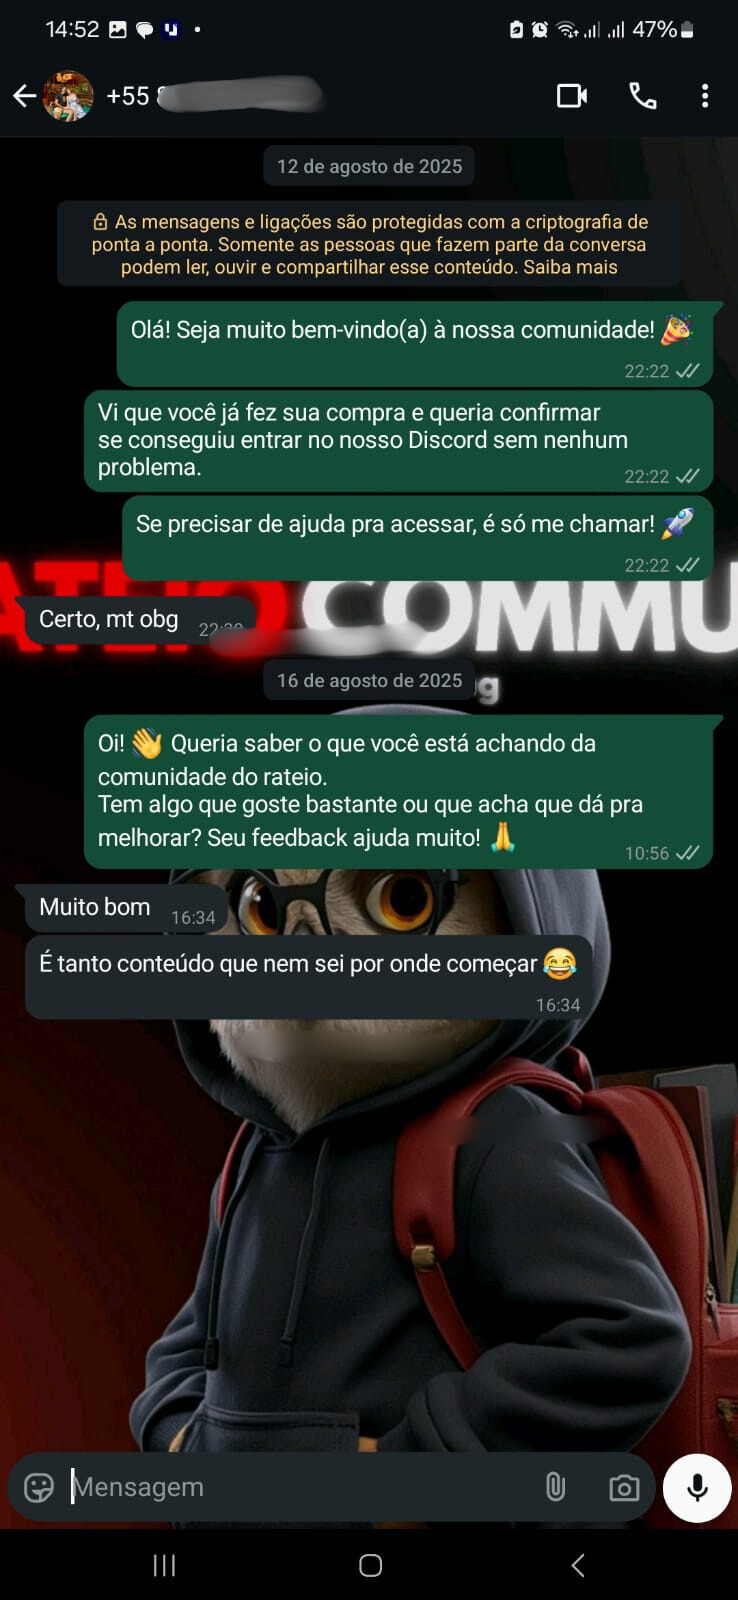 14:52
47%
+55
12 de agosto de 2025
As mensagens e ligações são protegidas com a criptografia de
ponta a ponta. Somente as pessoas que fazem parte da conversa
podem ler, ouvir e compartilhar esse conteúdo. Saiba mais
Olá! Seja muito bem-vindo(a) à nossa comunidade! 🎉
22:22
Vi que você já fez sua compra e queria confirmar
se conseguiu entrar no nosso Discord sem nenhum
problema.
22:22
Se precisar de ajuda pra acessar, é só me chamar! 🚀
22:22
COMMU
Certo, mt obg
16 de agosto de 2025
Oi! 👋 Queria saber o que você está achando da
comunidade do rateio.
Tem algo que goste bastante ou que acha que dá pra
melhorar? Seu feedback ajuda muito! 🙏
10:56
Muito bom
16:34
É tanto conteúdo que nem sei por onde começar 😂
16:34
Mensagem